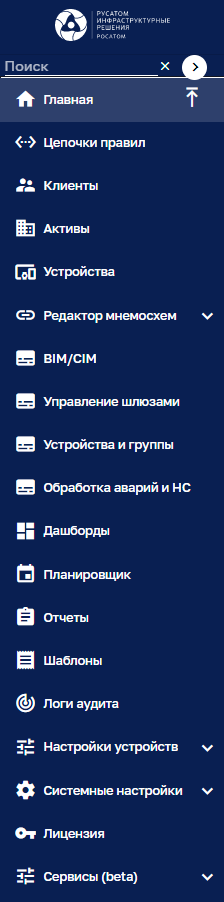 РУСАТОМ
ИНФРАСТРУКТУРНЫЕ
РЕШЕНИЯ
РОСАТОМ
Поиск
Главная
Цепочки правил
Клиенты
Активы
Устройства
Редактор мнемосхем
BIM/CIM
Управление шлюзами
Устройства и группы
Обработка аварий и НС
Дашборды
Планировщик
Отчеты
Шаблоны
Логи аудита
Настройки устройств
Системные настройки
Лицензия
Сервисы (beta)